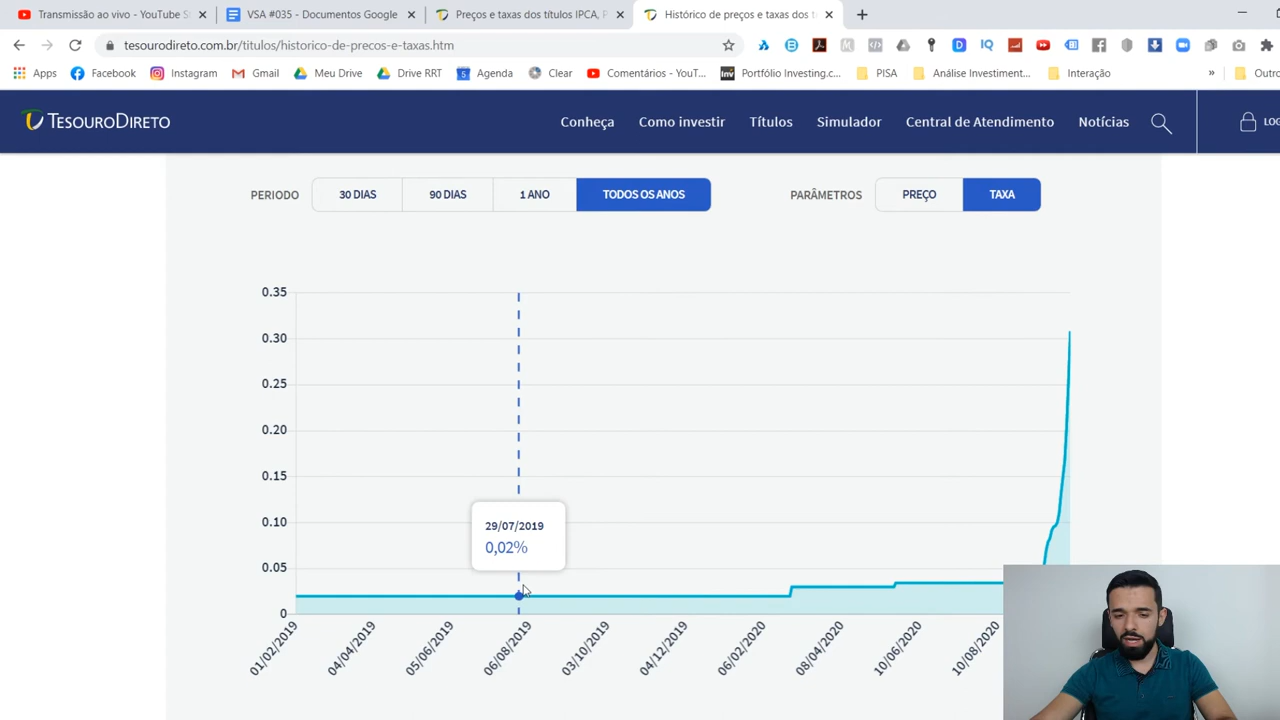 Transmissão ao vivo - YouTube S
VSA #035 - Documentos Google
Preços e taxas dos títulos IPCA, P
Histórico de preços e taxas dos t
tesourodireto.com.br/titulos/historico-de-precos-e-taxas.htm
Apps
Facebook
Instagram
Gmail
Meu Drive
Drive RRT
Agenda
Clear
Comentários - YouT...
Portfólio Investing.c...
PISA
Análise Investiment...
Interação
»
Outro
TESOURODIRETO
Conheça
Como investir
Títulos
Simulador
Central de Atendimento
Notícias
LOG
PERIODO
30 DIAS
90 DIAS
1 ANO
TODOS OS ANOS
PARÂMETROS
PREÇO
TAXA
0.35
0.30
0.25
0.20
0.15
0.10
0.05
0
29/07/2019
0,02%
01/02/2019
04/04/2019
05/06/2019
06/08/2019
03/10/2019
04/12/2019
06/02/2020
08/04/2020
10/06/2020
10/08/2020